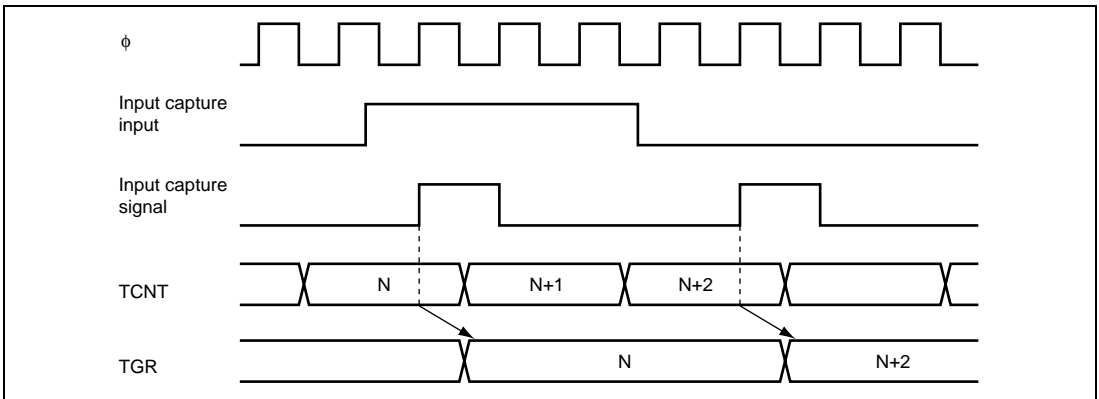 ϕ
Input capture
input
Input capture
signal
TCNT
N
N+1
N+2
TGR
N
N+2